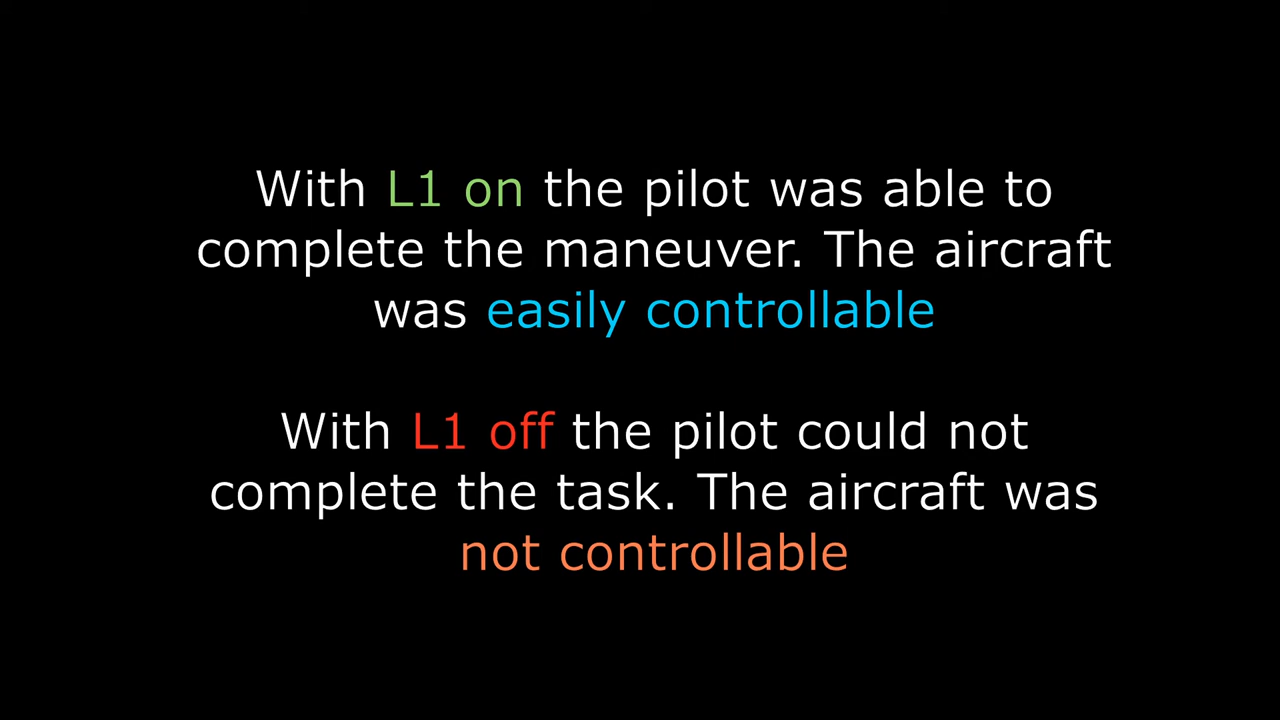 With L1 on the pilot was able to
complete the maneuver. The aircraft
was easily controllable
With L1 off the pilot could not
complete the task. The aircraft was
not controllable